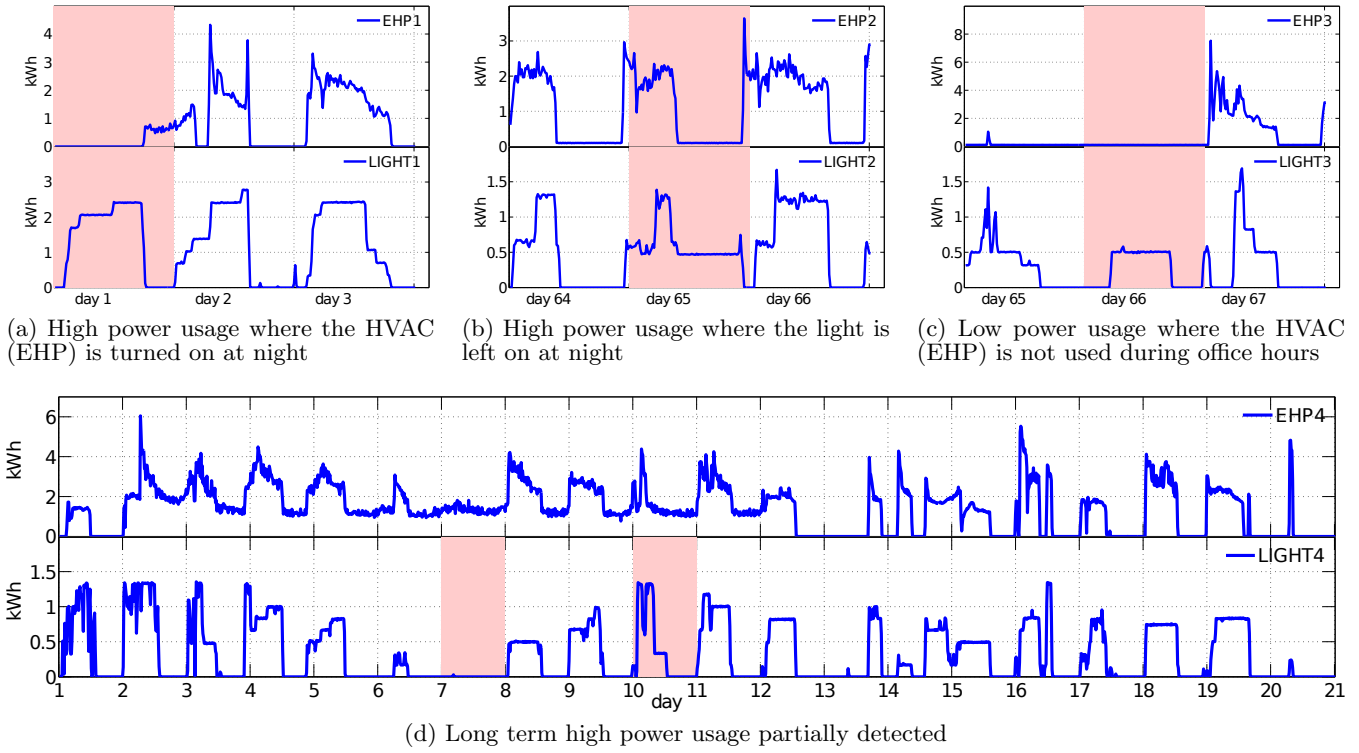 EHP1
4
3
2
1
0
kWh
LIGHT1
3
2
1
0
kWh
day 1 day 2 day 3
(a) High power usage where the HVAC
(EHP) is turned on at night
EHP2
3
2
1
0
kWh
LIGHT2
1.5
1
0.5
0
kWh
day 64 day 65 day 66
(b) High power usage where the light is
left on at night
EHP3
8
6
4
2
0
kWh
LIGHT3
1.5
1
0.5
0
kWh
day 65 day 66 day 67
(c) Low power usage where the HVAC
(EHP) is not used during office hours
EHP4
6
4
2
0
kWh
LIGHT4
1.5
1
0.5
0
kWh
1 2 3 4 5 6 7 8 9 10 11 12 13 14 15 16 17 18 19 20 21
day
(d) Long term high power usage partially detected